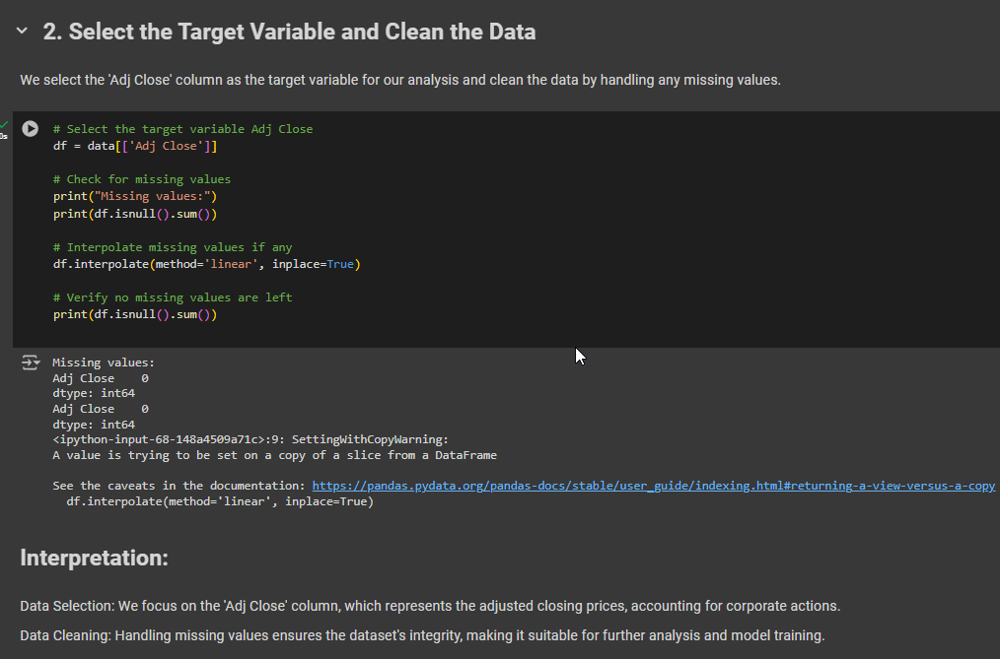 2. Select the Target Variable and Clean the Data
We select the 'Adj Close' column as the target variable for our analysis and clean the data by handling any missing values.
0s
# Select the target variable Adj Close
df = data[['Adj Close']]
# Check for missing values
print("Missing values:")
print(df.isnull().sum())
# Interpolate missing values if any
df.interpolate(method='linear', inplace=True)
# Verify no missing values are left
print(df.isnull().sum())
Missing values:
Adj Close    0
dtype: int64
Adj Close    0
dtype: int64
<ipython-input-68-148a4509a71c>:9: SettingWithCopyWarning:
A value is trying to be set on a copy of a slice from a DataFrame
See the caveats in the documentation: https://pandas.pydata.org/pandas-docs/stable/user_guide/indexing.html#returning-a-view-versus-a-copy
df.interpolate(method='linear', inplace=True)
Interpretation:
Data Selection: We focus on the 'Adj Close' column, which represents the adjusted closing prices, accounting for corporate actions.
Data Cleaning: Handling missing values ensures the dataset's integrity, making it suitable for further analysis and model training.